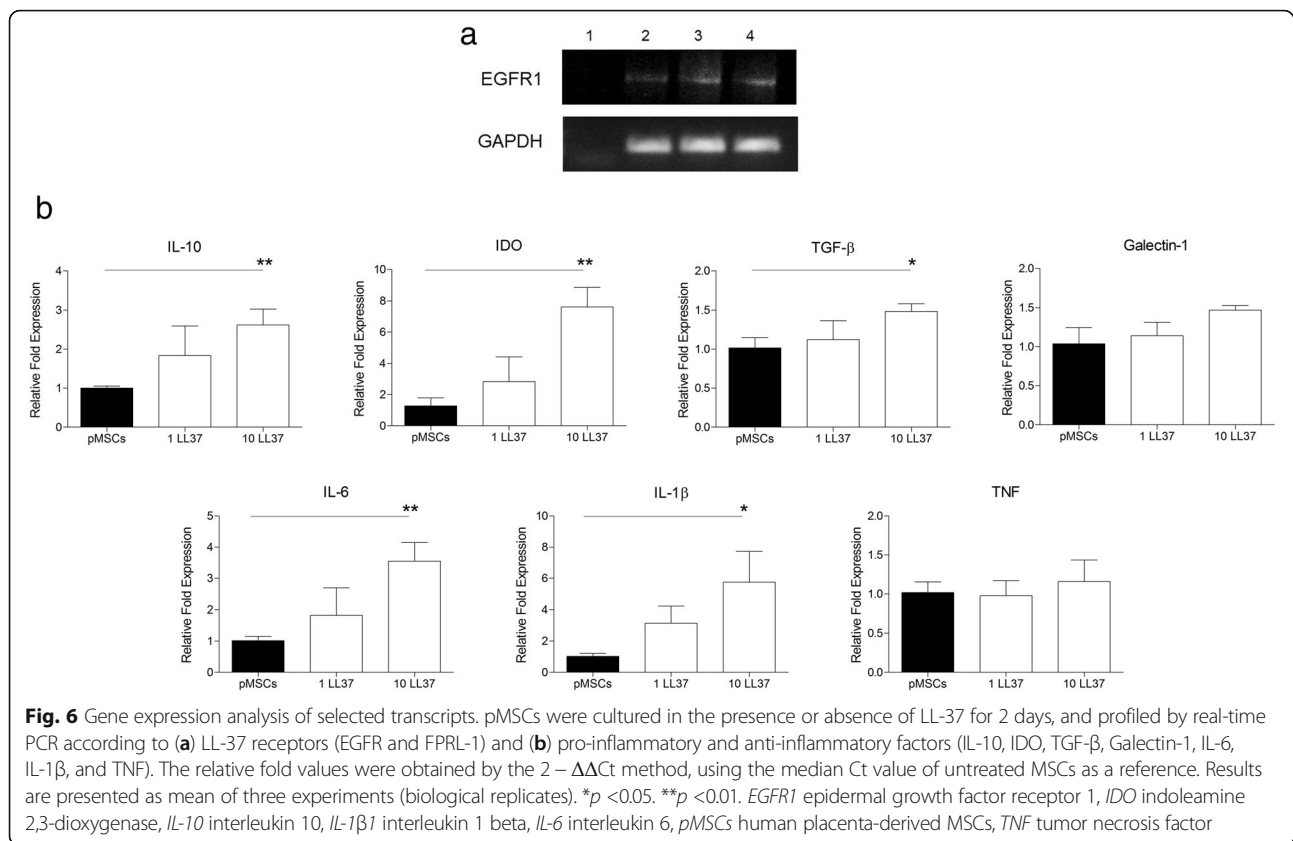 a
1 2 3 4
EGFR1
GAPDH
b
IL-10
**
Relative Fold Expression
4
3
2
1
0
pMSCs 1 LL37 10 LL37
IDO
**
Relative Fold Expression
10
8
6
4
2
0
pMSCs 1 LL37 10 LL37
TGF-β
*
Relative Fold Expression
2.0
1.5
1.0
0.5
0.0
pMSCs 1 LL37 10 LL37
Galectin-1
Relative Fold Expression
2.0
1.5
1.0
0.5
0.0
pMSCs 1 LL37 10 LL37
IL-6
**
Relative Fold Expression
5
4
3
2
1
0
pMSCs 1 LL37 10 LL37
IL-1β
*
Relative Fold Expression
10
8
6
4
2
0
pMSCs 1 LL37 10 LL37
TNF
Relative Fold Expression
2.0
1.5
1.0
0.5
0.0
pMSCs 1 LL37 10 LL37
Fig. 6 Gene expression analysis of selected transcripts. pMSCs were cultured in the presence or absence of LL-37 for 2 days, and profiled by real-time
PCR according to (a) LL-37 receptors (EGFR and FPRL-1) and (b) pro-inflammatory and anti-inflammatory factors (IL-10, IDO, TGF-β, Galectin-1, IL-6,
IL-1β, and TNF). The relative fold values were obtained by the 2 − ΔΔCt method, using the median Ct value of untreated MSCs as a reference. Results
are presented as mean of three experiments (biological replicates). *p <0.05. **p <0.01. EGFR1 epidermal growth factor receptor 1, IDO indoleamine
2,3-dioxygenase, IL-10 interleukin 10, IL-1β1 interleukin 1 beta, IL-6 interleukin 6, pMSCs human placenta-derived MSCs, TNF tumor necrosis factor